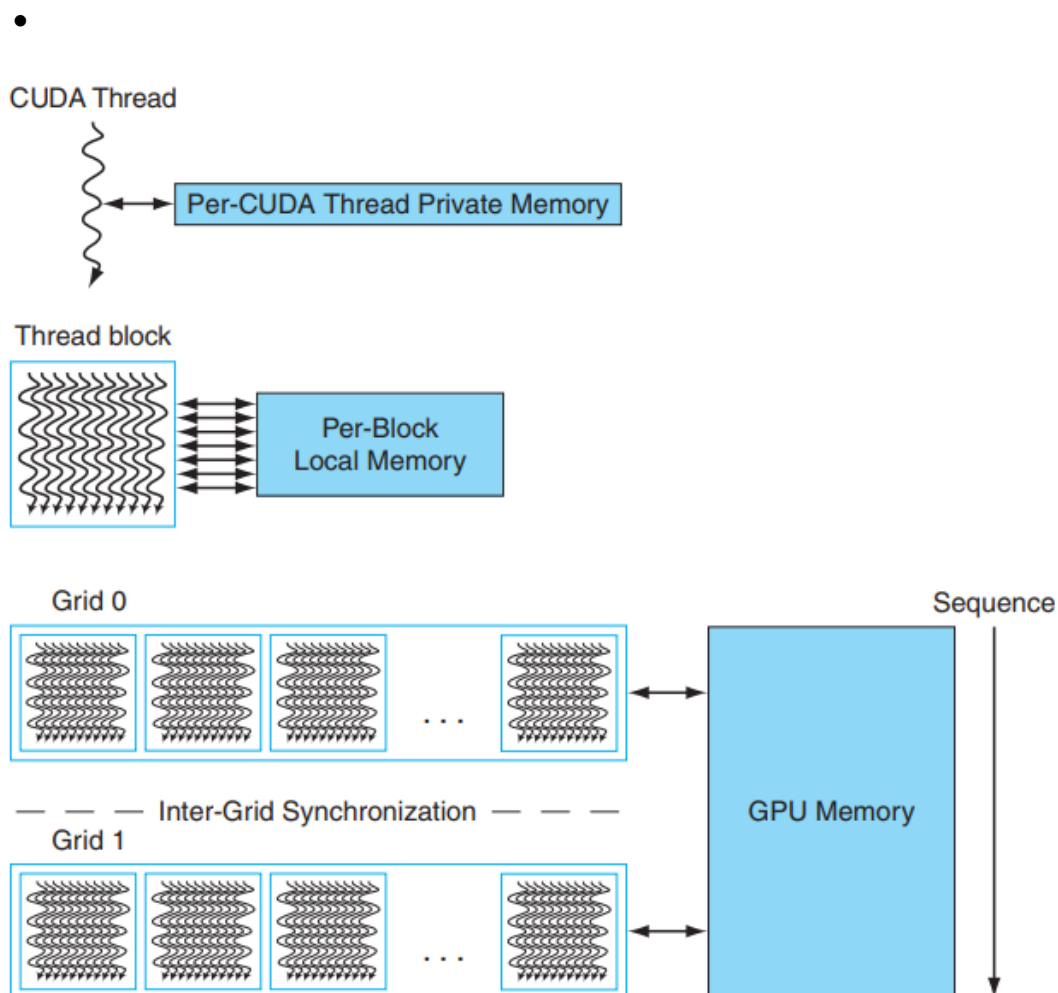 CUDA Thread
Per-CUDA Thread Private Memory
Thread block
Per-Block
Local Memory
Grid 0
Sequence
. . .
Inter-Grid Synchronization
GPU Memory
Grid 1
. . .